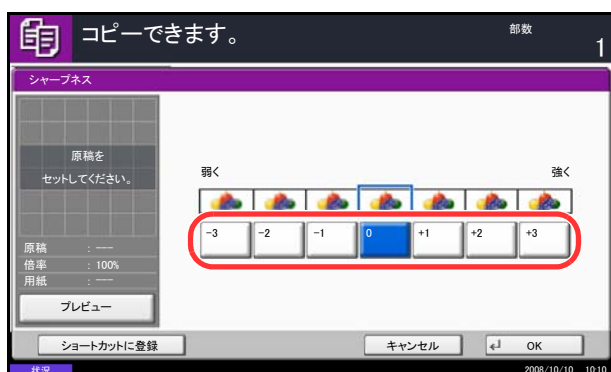 コピーできます。
部数
1
シャープネス
原稿を
セットしてください。
弱く 強く
-3 -2 -1 0 +1 +2 +3
原稿 : ---
倍率 : 100%
用紙 : ---
プレビュー
ショートカットに登録 キャンセル OK
状況 2008/10/10 10:10